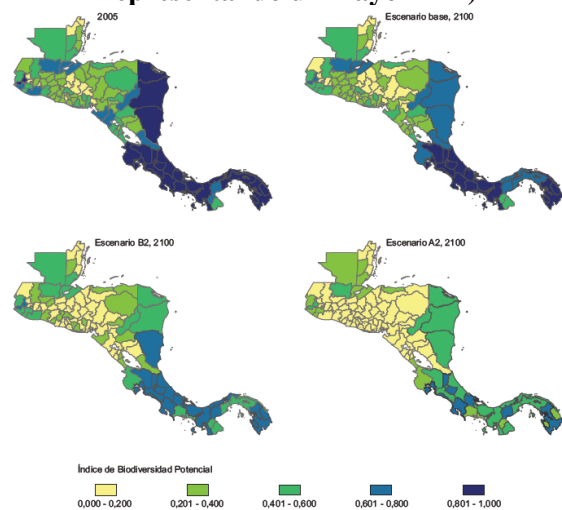 2005
Escenario base, 2100
Escenario B2, 2100
Escenario A2, 2100
Índice de Biodiversidad Potencial
0,000 - 0,200
0,201 - 0,400
0,401 - 0,600
0,601 - 0,800
0,801 - 1,000